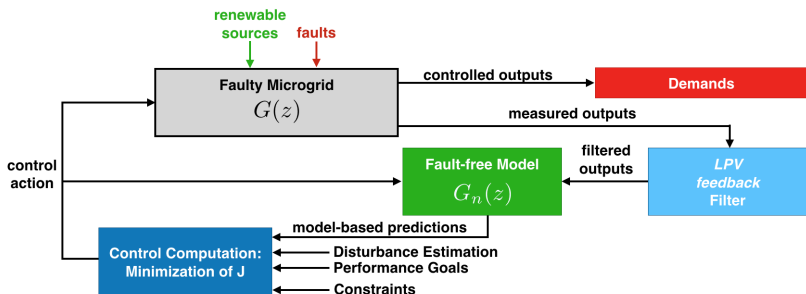 renewable
sources
faults
Faulty Microgrid
G(z)
controlled outputs
Demands
measured outputs
control
action
Fault-free Model
G_n(z)
filtered
outputs
LPV
feedback
Filter
model-based predictions
Control Computation:
Minimization of J
Disturbance Estimation
Performance Goals
Constraints